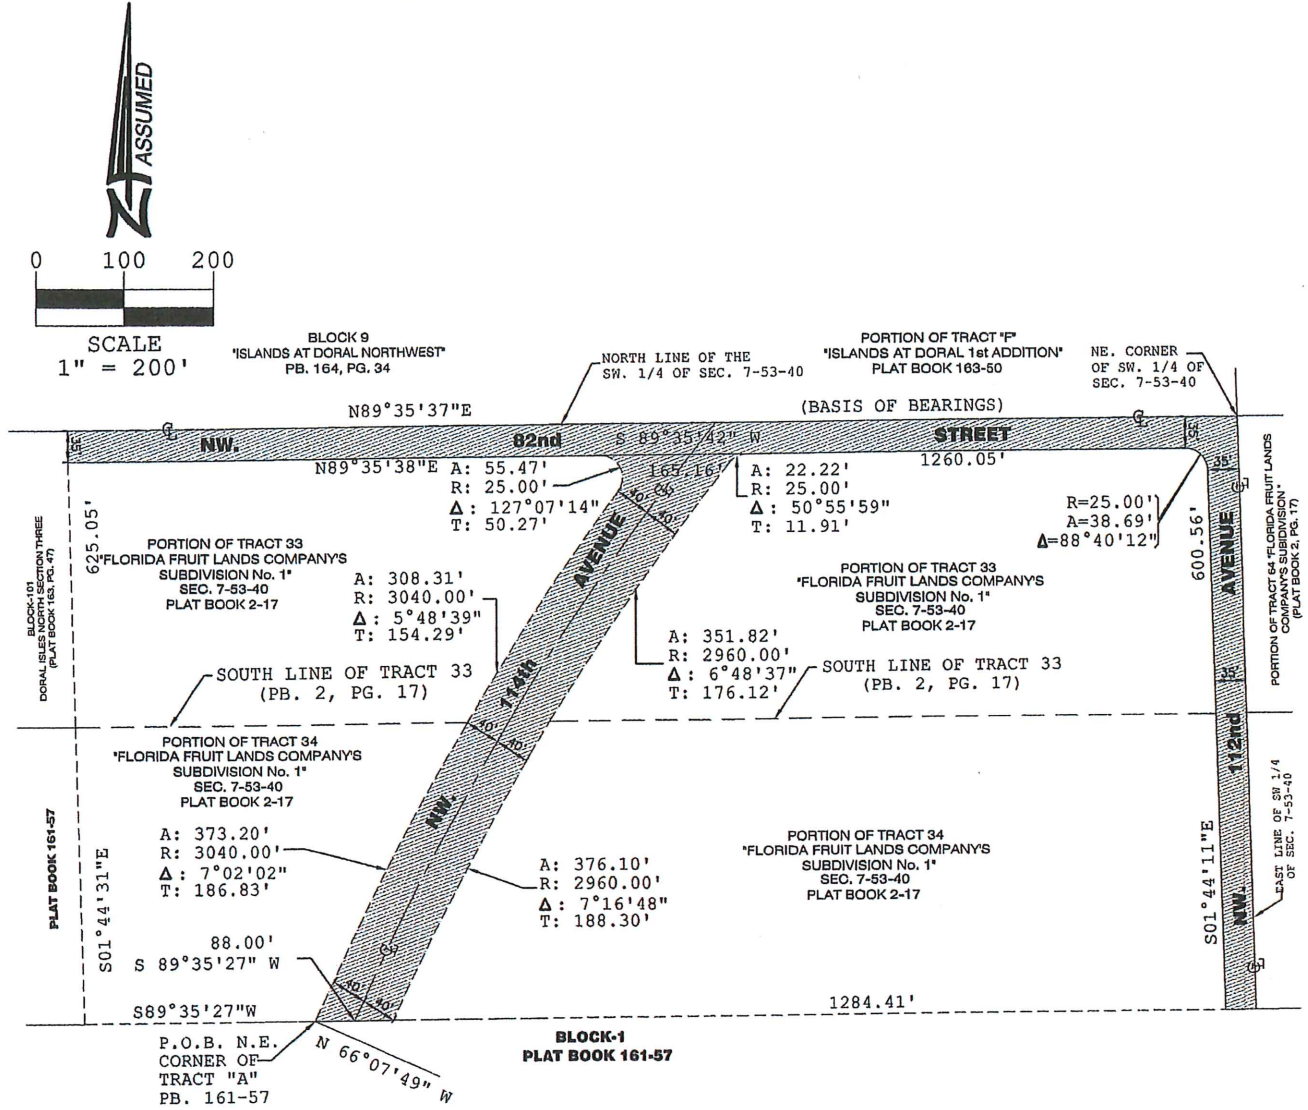 ASSUMED
N
0 100 200
SCALE
1" = 200'
BLOCK 9
"ISLANDS AT DORAL NORTHWEST"
PB. 164, PG. 34
NORTH LINE OF THE
SW. 1/4 OF SEC. 7-53-40
PORTION OF TRACT "F"
"ISLANDS AT DORAL 1st ADDITION"
PLAT BOOK 163-50
NE. CORNER
OF SW. 1/4 OF
SEC. 7-53-40
N89°35'37"E
(BASIS OF BEARINGS)
35'
NW. 82nd STREET
S 89°35'42" W
165.16'
35'
N89°35'38"E
1260.05'
A: 55.47'
R: 25.00'
Δ: 127°07'14"
T: 50.27'
A: 22.22'
R: 25.00'
Δ: 50°55'59"
T: 11.91'
R=25.00'
A=38.69'
Δ=88°40'12"
35'
40'
40'
625.05'
600.56'
BLOCK-101
DORAL ISLES NORTH SECTION THREE
(PLAT BOOK 163, PG. 47)
PORTION OF TRACT 33
"FLORIDA FRUIT LANDS COMPANY'S
SUBDIVISION No. 1"
SEC. 7-53-40
PLAT BOOK 2-17
A: 308.31'
R: 3040.00'
Δ: 5°48'39"
T: 154.29'
PORTION OF TRACT 33
"FLORIDA FRUIT LANDS COMPANY'S
SUBDIVISION No. 1"
SEC. 7-53-40
PLAT BOOK 2-17
PORTION OF TRACT 64 "FLORIDA FRUIT LANDS
COMPANY'S SUBDIVISION"
(PLAT BOOK 2, PG. 17)
A: 351.82'
R: 2960.00'
Δ: 6°48'37"
T: 176.12'
SOUTH LINE OF TRACT 33
(PB. 2, PG. 17)
SOUTH LINE OF TRACT 33
(PB. 2, PG. 17)
35'
NW. 114th AVENUE
NW. 112nd AVENUE
40'
40'
PORTION OF TRACT 34
"FLORIDA FRUIT LANDS COMPANY'S
SUBDIVISION No. 1"
SEC. 7-53-40
PLAT BOOK 2-17
A: 373.20'
R: 3040.00'
Δ: 7°02'02"
T: 186.83'
A: 376.10'
R: 2960.00'
Δ: 7°16'48"
T: 188.30'
PORTION OF TRACT 34
"FLORIDA FRUIT LANDS COMPANY'S
SUBDIVISION No. 1"
SEC. 7-53-40
PLAT BOOK 2-17
EAST LINE OF SW 1/4
OF SEC. 7-53-40
PLAT BOOK 161-57
S01°44'31"E
S01°44'11"E
88.00'
S 89°35'27" W
40'
40'
S89°35'27"W
1284.41'
P.O.B. N.E.
CORNER OF
TRACT "A"
PB. 161-57
N 66°07'49" W
BLOCK-1
PLAT BOOK 161-57